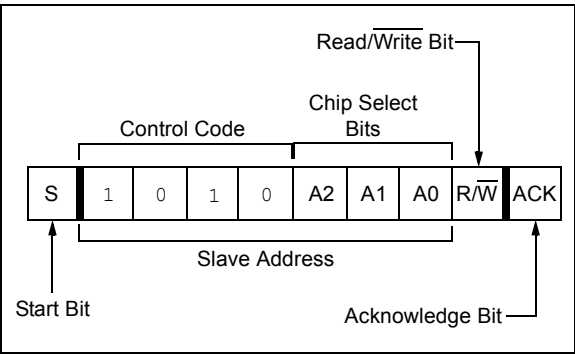 Read/Write Bit
Chip Select
Bits
Control Code
S 1 0 1 0 A2 A1 A0 R/W ACK
Slave Address
Start Bit
Acknowledge Bit